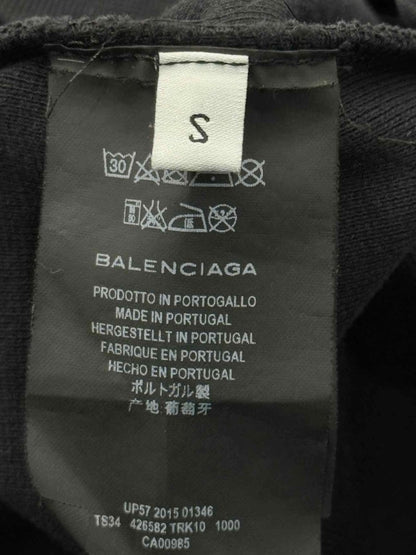 S
30
BALENCIAGA
PRODOTTO IN PORTOGALLO
MADE IN PORTUGAL
HERGESTELLT IN PORTUGAL
FABRIQUE EN PORTUGAL
HECHO EN PORTUGAL
ポルトガル製
产地:葡萄牙
UP57 2015 01346
TS34 426582 TRK10 1000
CA00985